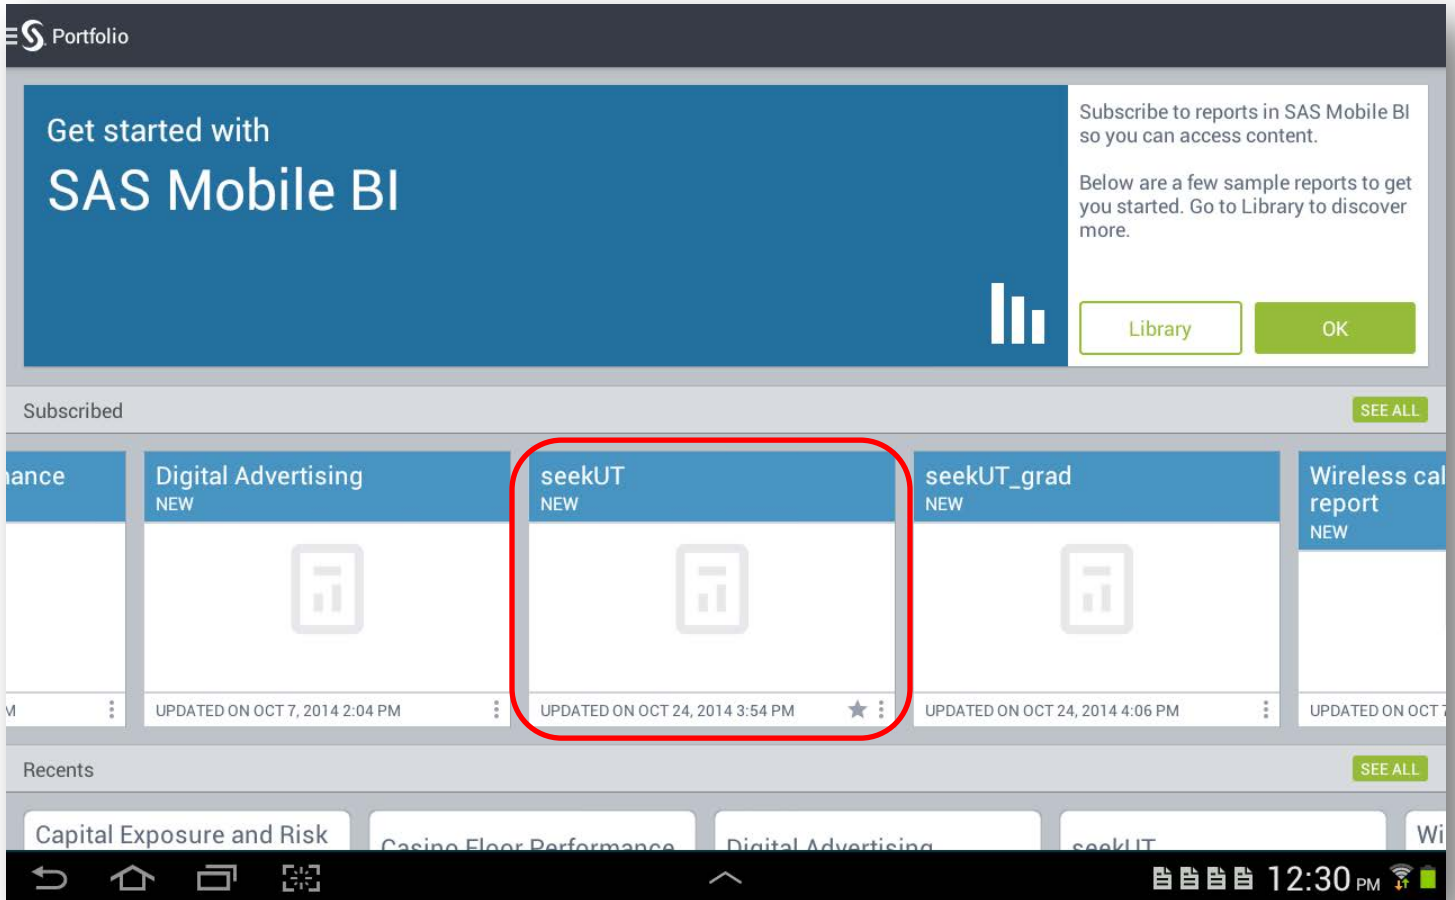 Portfolio
Get started with
SAS Mobile BI
Subscribe to reports in SAS Mobile BI
so you can access content.
Below are a few sample reports to get
you started. Go to Library to discover
more.
Library
OK
Subscribed
SEE ALL
Digital Advertising
NEW
UPDATED ON OCT 7, 2014 2:04 PM
seekUT
NEW
UPDATED ON OCT 24, 2014 3:54 PM
seekUT_grad
NEW
UPDATED ON OCT 24, 2014 4:06 PM
Wireless cal
report
NEW
UPDATED ON OCT 7
Recents
SEE ALL
Capital Exposure and Risk
Casino Floor Performance
Digital Advertising
seekUT
Wi
12:30 PM